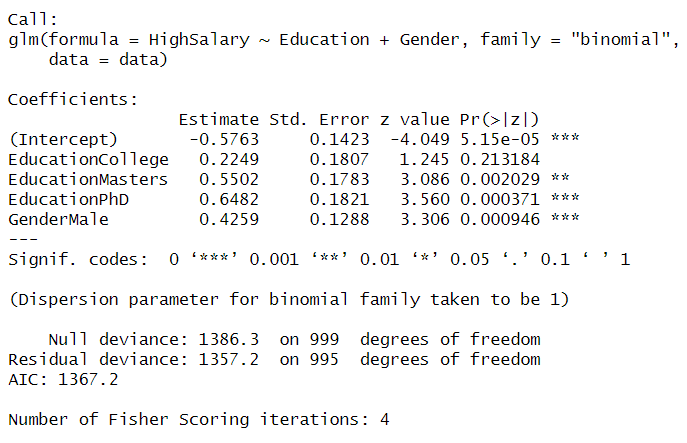 Call:
glm(formula = HighSalary ~ Education + Gender, family = "binomial",
    data = data)

Coefficients:
                 Estimate Std. Error z value Pr(>|z|)
(Intercept)       -0.5763     0.1423  -4.049 5.15e-05 ***
EducationCollege   0.2249     0.1807   1.245 0.213184
EducationMasters   0.5502     0.1783   3.086 0.002029 **
EducationPhD       0.6482     0.1821   3.560 0.000371 ***
GenderMale         0.4259     0.1288   3.306 0.000946 ***
---
Signif. codes:  0 ‘***’ 0.001 ‘**’ 0.01 ‘*’ 0.05 ‘.’ 0.1 ‘ ’ 1

(Dispersion parameter for binomial family taken to be 1)

    Null deviance: 1386.3  on 999  degrees of freedom
Residual deviance: 1357.2  on 995  degrees of freedom
AIC: 1367.2

Number of Fisher Scoring iterations: 4